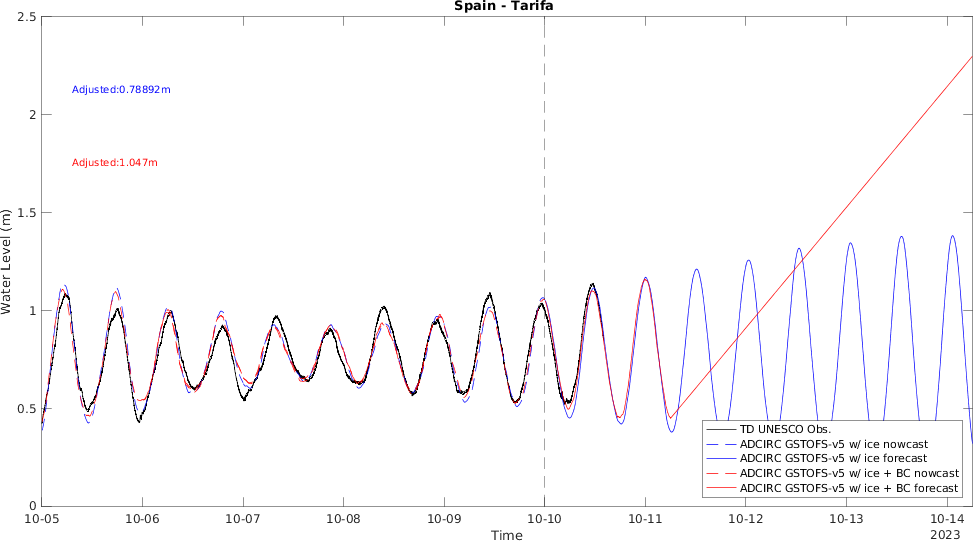 Spain - Tarifa
2.5
Adjusted:0.78892m
2
Adjusted:1.047m
1.5
Water Level (m)
1
0.5
TD UNESCO Obs.
ADCIRC GSTOFS-v5 w/ ice nowcast
ADCIRC GSTOFS-v5 w/ ice forecast
ADCIRC GSTOFS-v5 w/ ice + BC nowcast
ADCIRC GSTOFS-v5 w/ ice + BC forecast
0
10-05 10-06 10-07 10-08 10-09 10-10 10-11 10-12 10-13 10-14
2023
Time